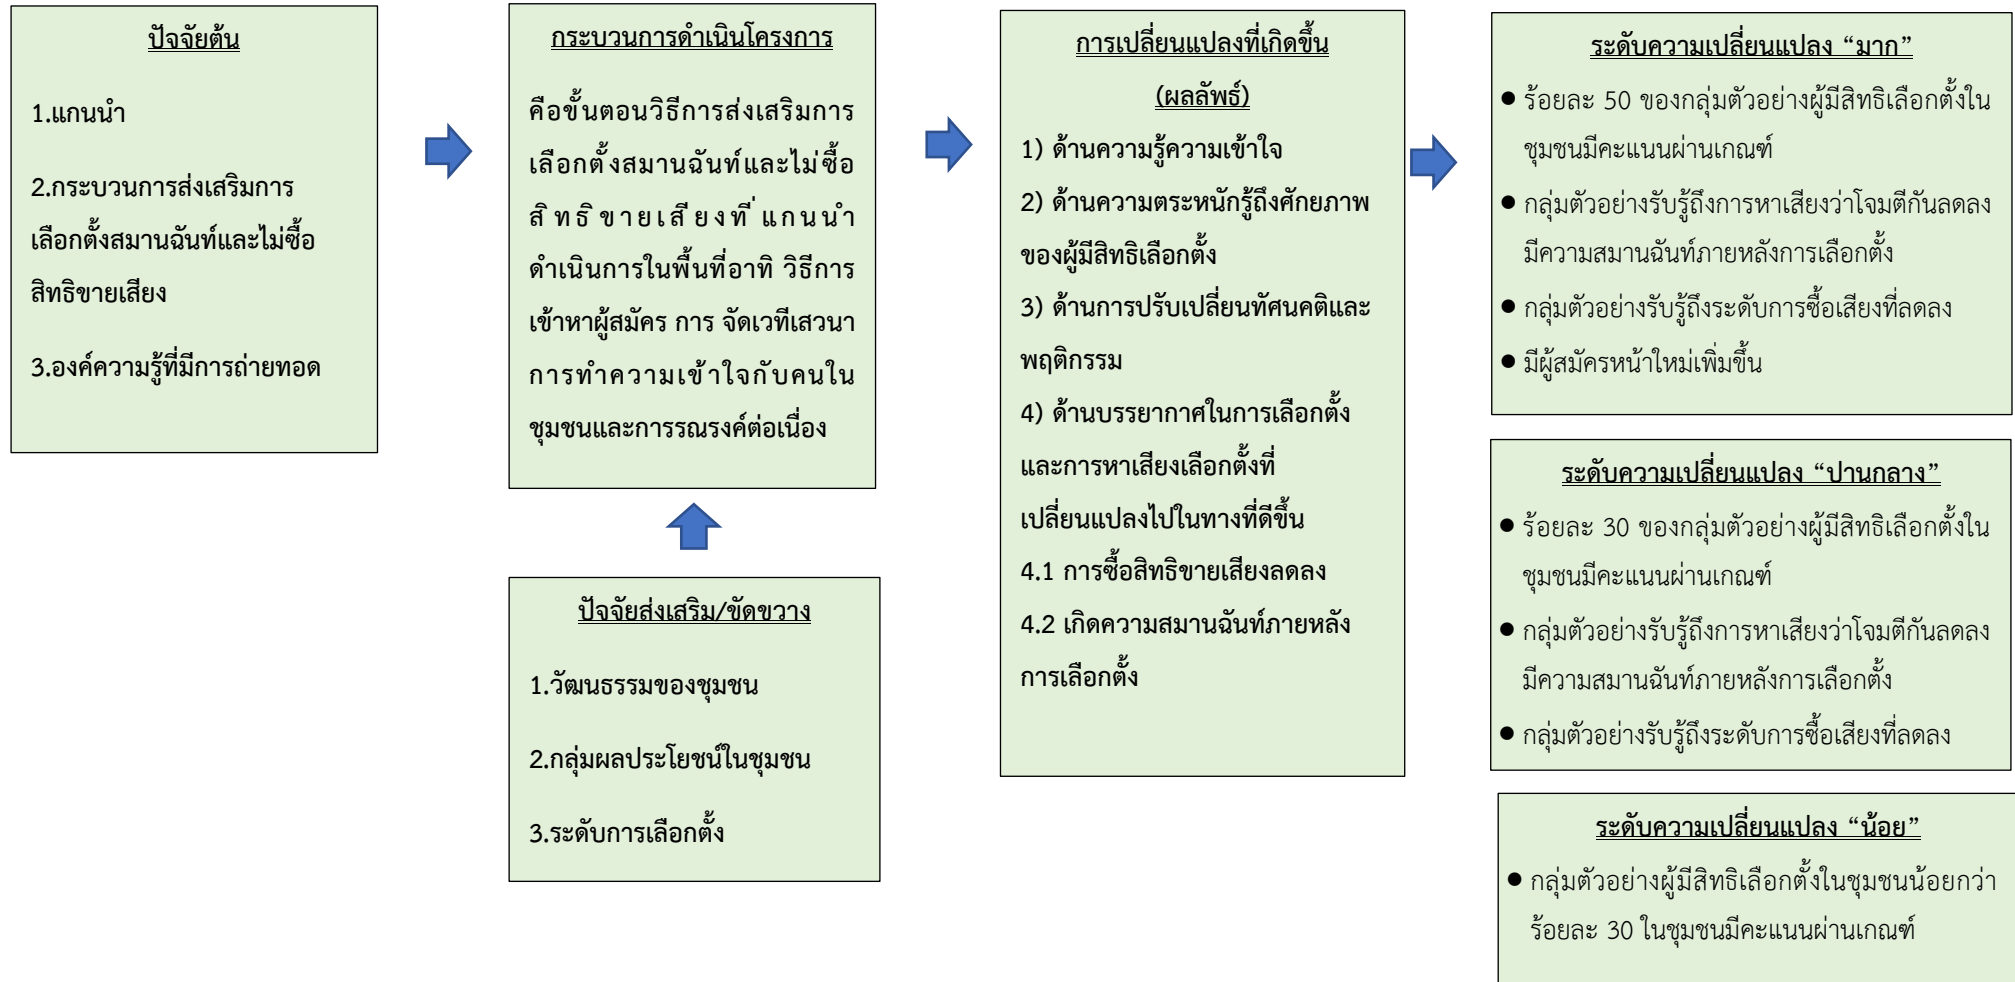 ปัจจัยต้น
1.แกนนำ
2.กระบวนการส่งเสริมการ
เลือกตั้งสมานฉันท์และไม่ซื้อ
สิทธิขายเสียง
3.องค์ความรู้ที่มีการถ่ายทอด
กระบวนการดำเนินโครงการ
คือขั้นตอนวิธีการส่งเสริมการ
เลือกตั้งสมานฉันท์และไม่ซื้อ
สิทธิขายเสียงที่แกนนำ
ดำเนินการในพื้นที่อาทิ วิธีการ
เข้าหาผู้สมัคร การ จัดเวทีเสวนา
การทำความเข้าใจกับคนใน
ชุมชนและการรณรงค์ต่อเนื่อง
ปัจจัยส่งเสริม/ขัดขวาง
1.วัฒนธรรมของชุมชน
2.กลุ่มผลประโยชน์ในชุมชน
3.ระดับการเลือกตั้ง
การเปลี่ยนแปลงที่เกิดขึ้น
(ผลลัพธ์)
1) ด้านความรู้ความเข้าใจ
2) ด้านความตระหนักรู้ถึงศักยภาพ
ของผู้มีสิทธิเลือกตั้ง
3) ด้านการปรับเปลี่ยนทัศนคติและ
พฤติกรรม
4) ด้านบรรยากาศในการเลือกตั้ง
และการหาเสียงเลือกตั้งที่
เปลี่ยนแปลงไปในทางที่ดีขึ้น
4.1 การซื้อสิทธิขายเสียงลดลง
4.2 เกิดความสมานฉันท์ภายหลัง
การเลือกตั้ง
ระดับความเปลี่ยนแปลง “มาก”
● ร้อยละ 50 ของกลุ่มตัวอย่างผู้มีสิทธิเลือกตั้งใน
ชุมชนมีคะแนนผ่านเกณฑ์
● กลุ่มตัวอย่างรับรู้ถึงการหาเสียงว่าโจมตีกันลดลง
มีความสมานฉันท์ภายหลังการเลือกตั้ง
● กลุ่มตัวอย่างรับรู้ถึงระดับการซื้อเสียงที่ลดลง
● มีผู้สมัครหน้าใหม่เพิ่มขึ้น
ระดับความเปลี่ยนแปลง “ปานกลาง”
● ร้อยละ 30 ของกลุ่มตัวอย่างผู้มีสิทธิเลือกตั้งใน
ชุมชนมีคะแนนผ่านเกณฑ์
● กลุ่มตัวอย่างรับรู้ถึงการหาเสียงว่าโจมตีกันลดลง
มีความสมานฉันท์ภายหลังการเลือกตั้ง
● กลุ่มตัวอย่างรับรู้ถึงระดับการซื้อเสียงที่ลดลง
ระดับความเปลี่ยนแปลง “น้อย”
● กลุ่มตัวอย่างผู้มีสิทธิเลือกตั้งในชุมชนน้อยกว่า
ร้อยละ 30 ในชุมชนมีคะแนนผ่านเกณฑ์